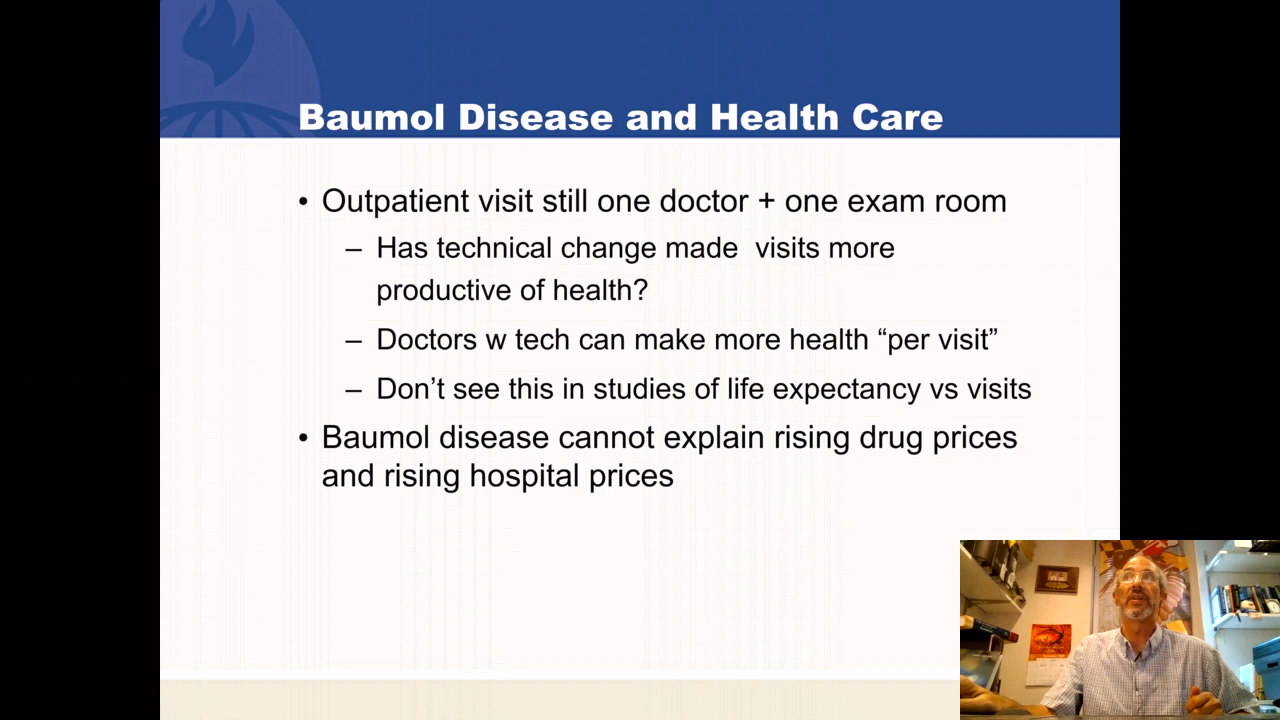 Baumol Disease and Health Care
• Outpatient visit still one doctor + one exam room
– Has technical change made  visits more
productive of health?
– Doctors w tech can make more health “per visit”
– Don’t see this in studies of life expectancy vs visits
• Baumol disease cannot explain rising drug prices
and rising hospital prices